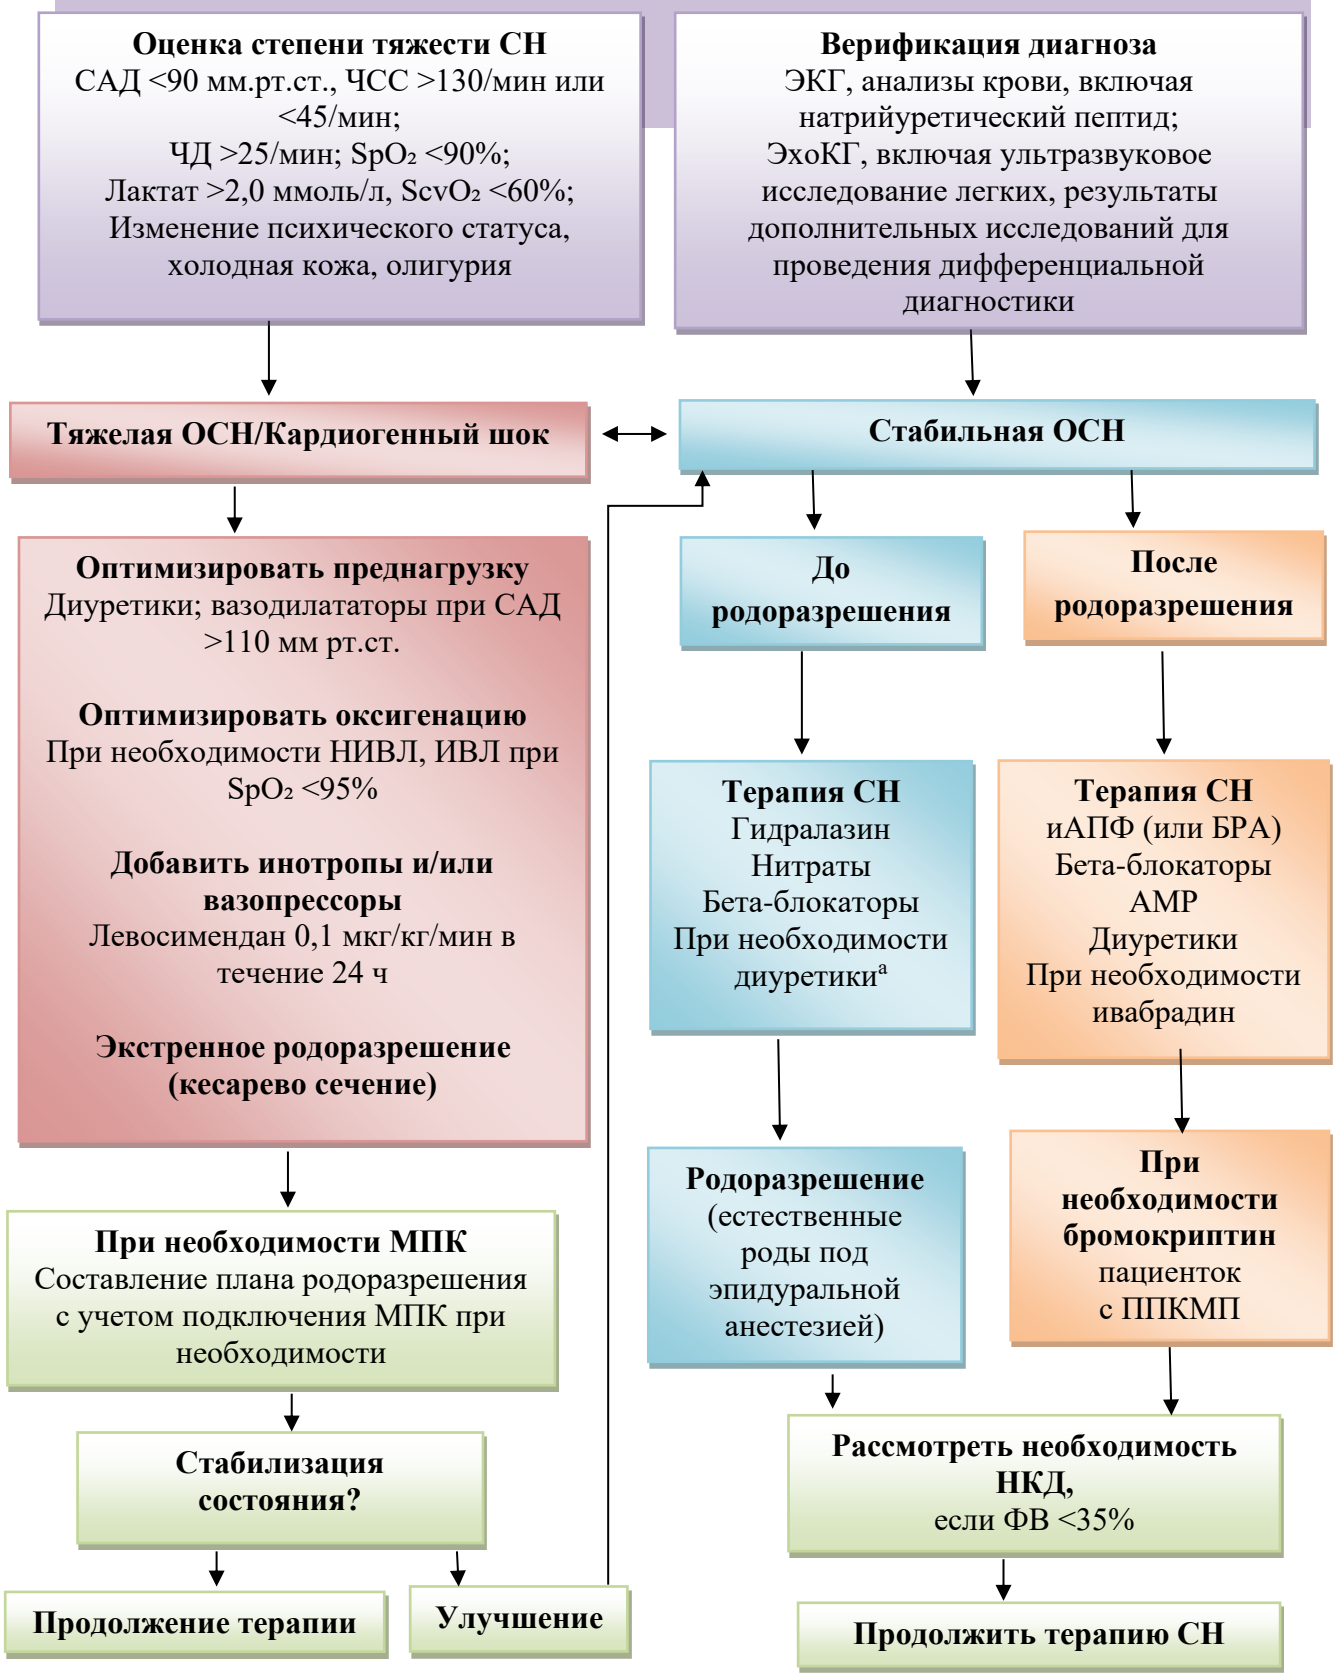 Оценка степени тяжести СН
САД <90 мм.рт.ст., ЧСС >130/мин или
<45/мин;
ЧД >25/мин; SpO₂ <90%;
Лактат >2,0 ммоль/л, ScvO₂ <60%;
Изменение психического статуса,
холодная кожа, олигурия
Верификация диагноза
ЭКГ, анализы крови, включая
натрийуретический пептид;
ЭхоКГ, включая ультразвуковое
исследование легких, результаты
дополнительных исследований для
проведения дифференциальной
диагностики
Тяжелая ОСН/Кардиогенный шок
Стабильная ОСН
Оптимизировать преднагрузку
Диуретики; вазодилататоры при САД
>110 мм рт.ст.
Оптимизировать оксигенацию
При необходимости НИВЛ, ИВЛ при
SpO₂ <95%
Добавить инотропы и/или
вазопрессоры
Левосимендан 0,1 мкг/кг/мин в
течение 24 ч
Экстренное родоразрешение
(кесарево сечение)
До
родоразрешения
После
родоразрешения
Терапия СН
Гидралазин
Нитраты
Бета-блокаторы
При необходимости
диуретикиᵃ
Терапия СН
иАПФ (или БРА)
Бета-блокаторы
АМР
Диуретики
При необходимости
ивабрадин
Родоразрешение
(естественные
роды под
эпидуральной
анестезией)
При
необходимости
бромокриптин
пациенток
с ППКМП
При необходимости МПК
Составление плана родоразрешения
с учетом подключения МПК при
необходимости
Стабилизация
состояния?
Рассмотреть необходимость
НКД,
если ФВ <35%
Продолжение терапии
Улучшение
Продолжить терапию СН